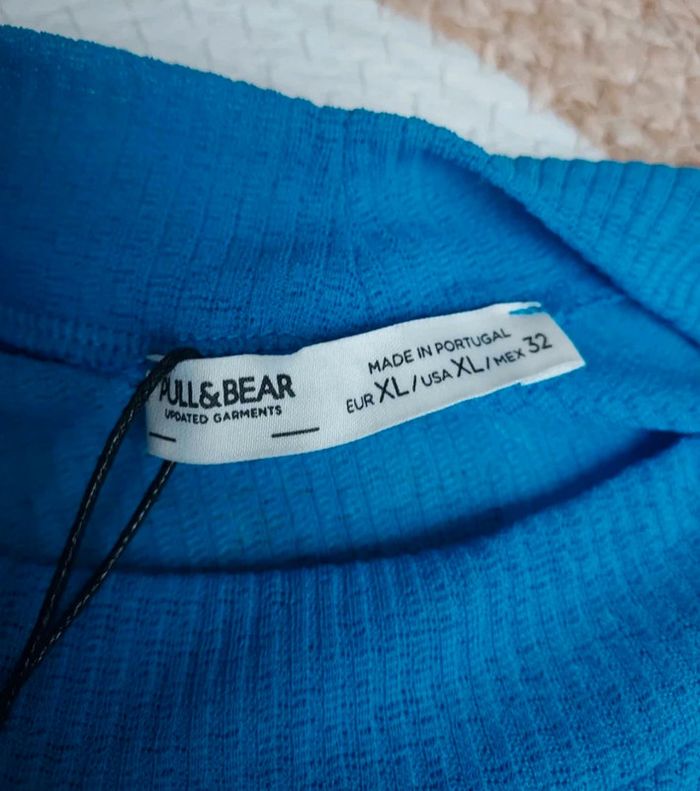 PULL&BEAR
UPDATED GARMENTS
MADE IN PORTUGAL
EUR XL / USA XL / MEX 32